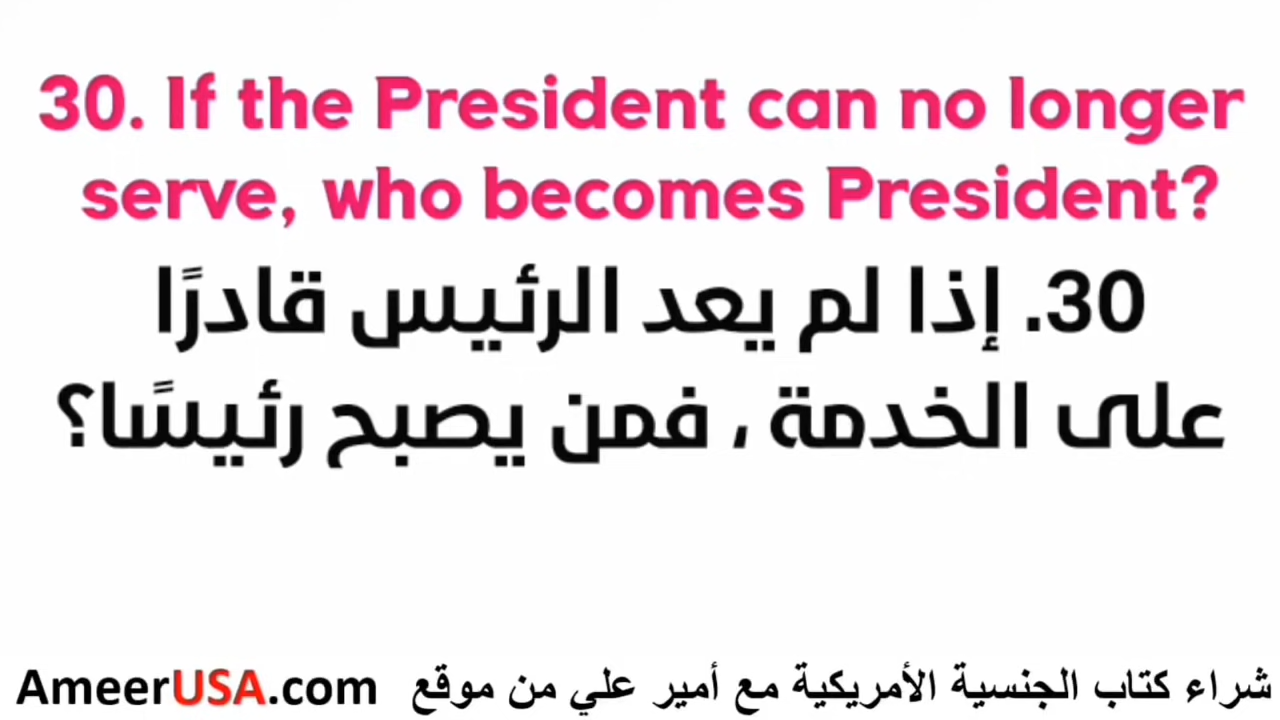 30. If the President can no longer
serve, who becomes President?
30. إذا لم يعد الرئيس قادرًا
على الخدمة ، فمن يصبح رئيسًا؟
شراء كتاب الجنسية الأمريكية مع أمير علي من موقع AmeerUSA.com